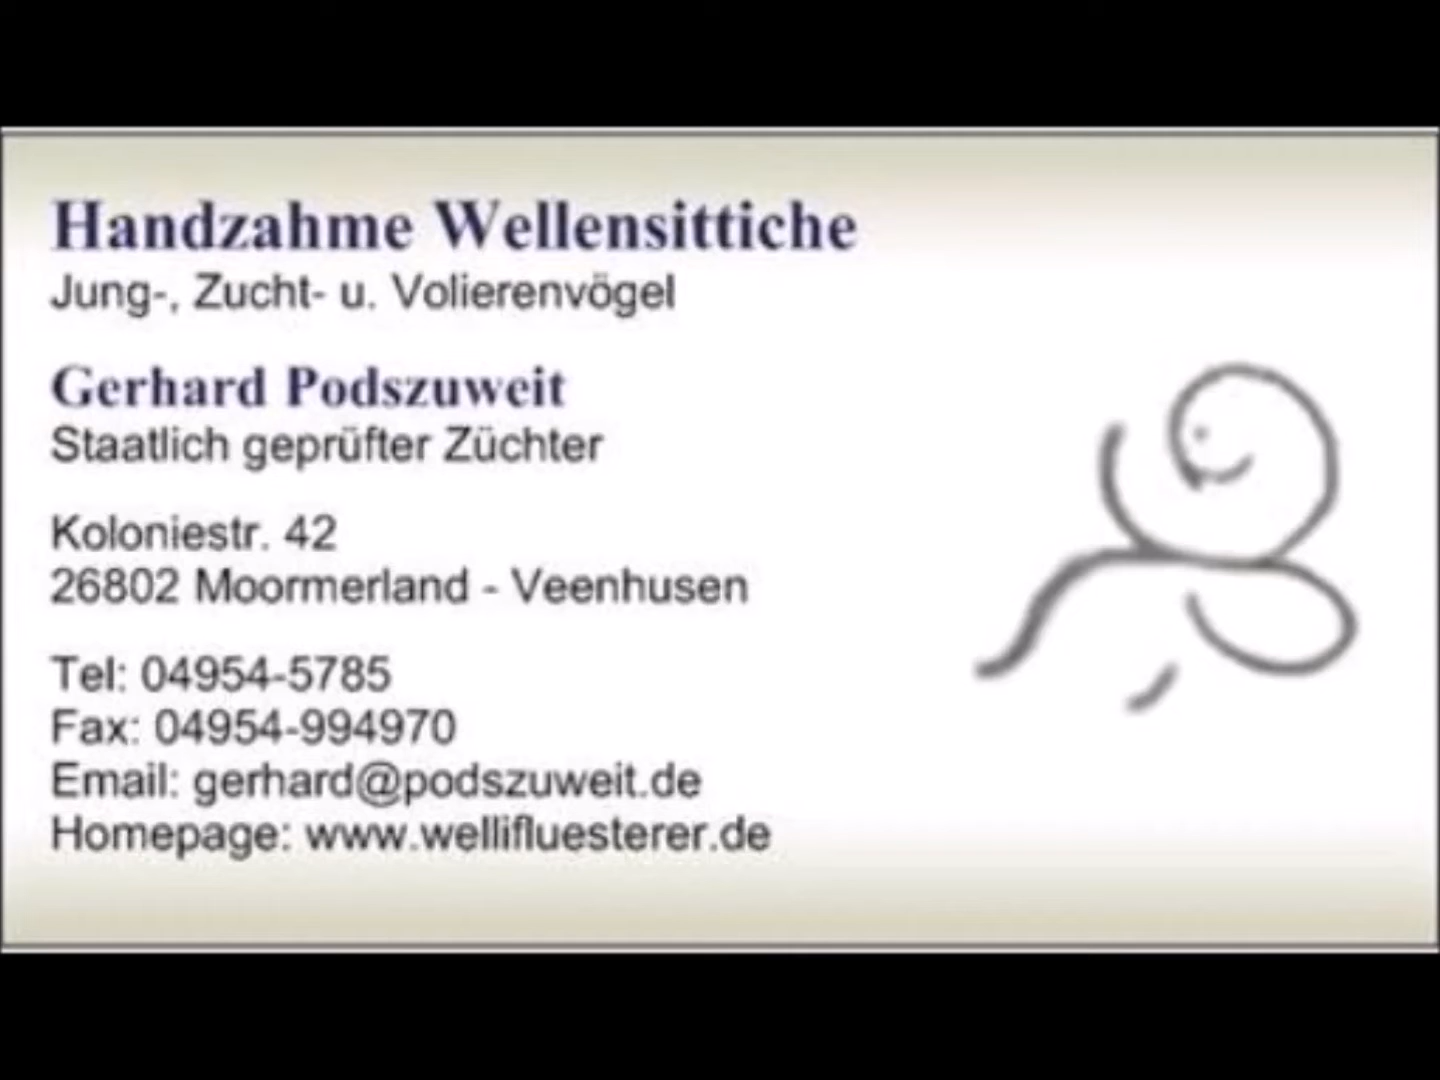 Handzahme Wellensittiche
Jung-, Zucht- u. Volierenvögel
Gerhard Podszuweit
Staatlich geprüfter Züchter
Koloniestr. 42
26802 Moormerland - Veenhusen
Tel: 04954-5785
Fax: 04954-994970
Email: gerhard@podszuweit.de
Homepage: www.wellifluesterer.de